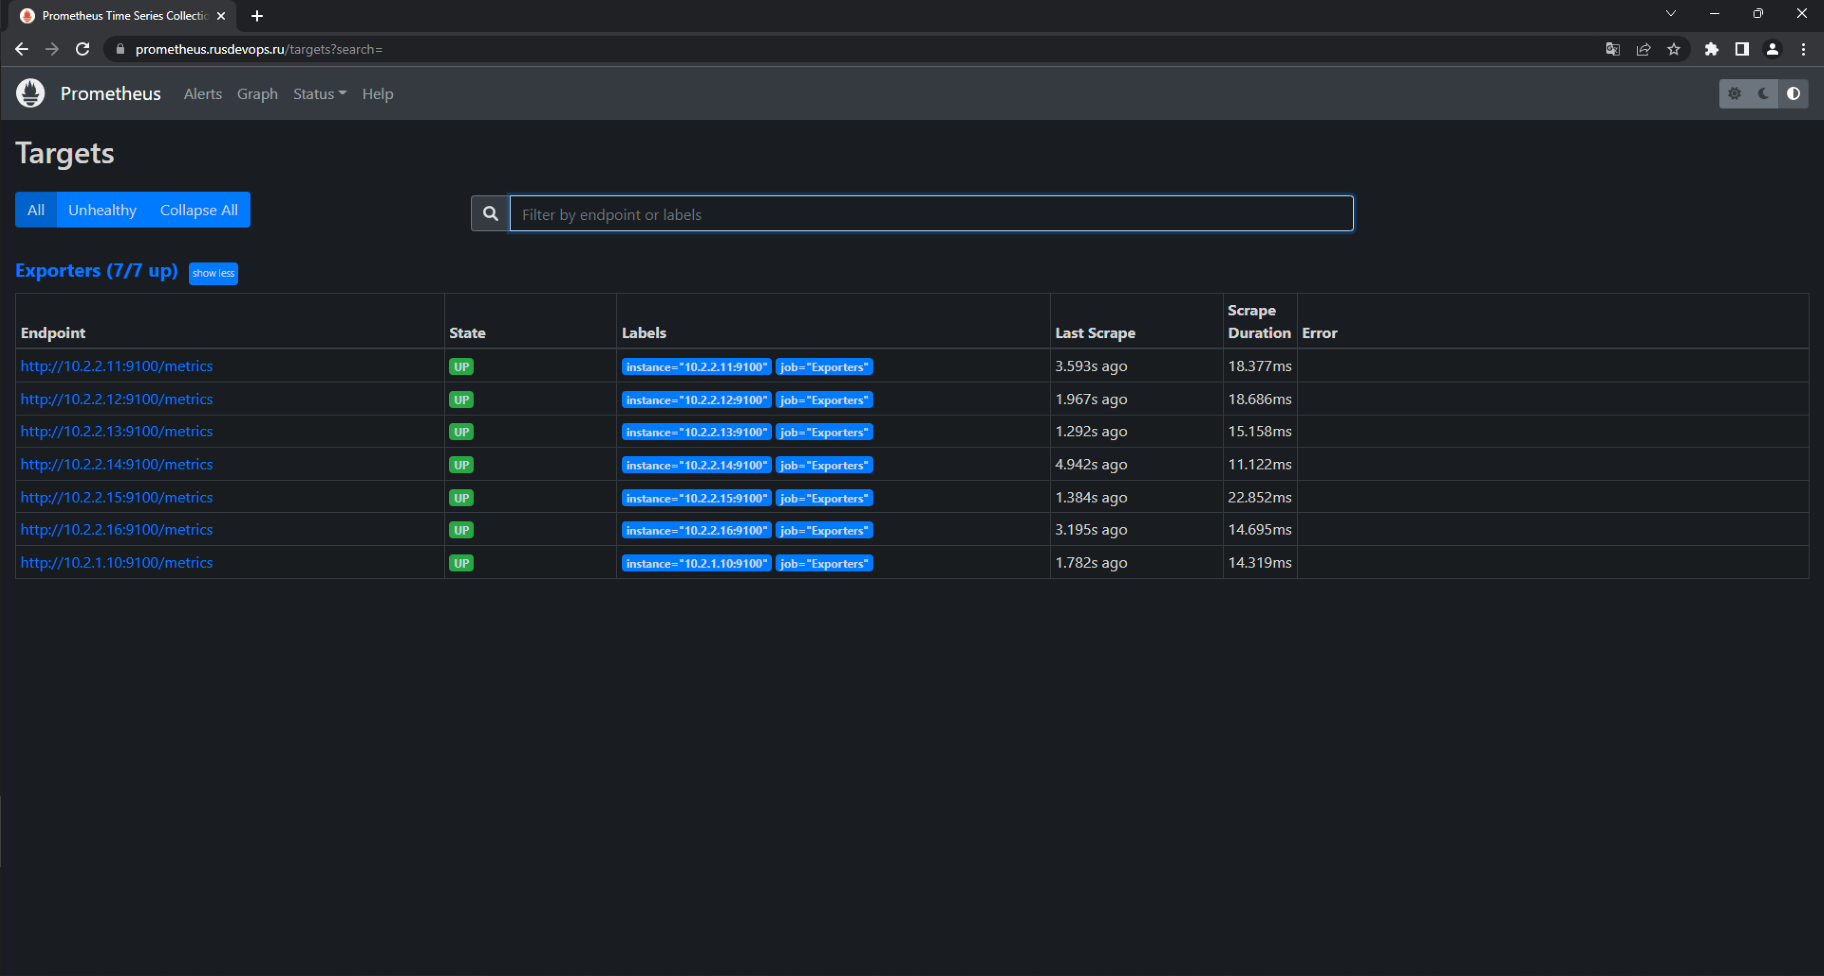 Prometheus Time Series Collectic
prometheus.rusdevops.ru/targets?search=
Prometheus Alerts Graph Status Help
Targets
All Unhealthy Collapse All
Filter by endpoint or labels
Exporters (7/7 up) show less
Endpoint State Labels Last Scrape Scrape Duration Error
http://10.2.2.11:9100/metrics UP instance="10.2.2.11:9100" job="Exporters" 3.593s ago 18.377ms
http://10.2.2.12:9100/metrics UP instance="10.2.2.12:9100" job="Exporters" 1.967s ago 18.686ms
http://10.2.2.13:9100/metrics UP instance="10.2.2.13:9100" job="Exporters" 1.292s ago 15.158ms
http://10.2.2.14:9100/metrics UP instance="10.2.2.14:9100" job="Exporters" 4.942s ago 11.122ms
http://10.2.2.15:9100/metrics UP instance="10.2.2.15:9100" job="Exporters" 1.384s ago 22.852ms
http://10.2.2.16:9100/metrics UP instance="10.2.2.16:9100" job="Exporters" 3.195s ago 14.695ms
http://10.2.1.10:9100/metrics UP instance="10.2.1.10:9100" job="Exporters" 1.782s ago 14.319ms